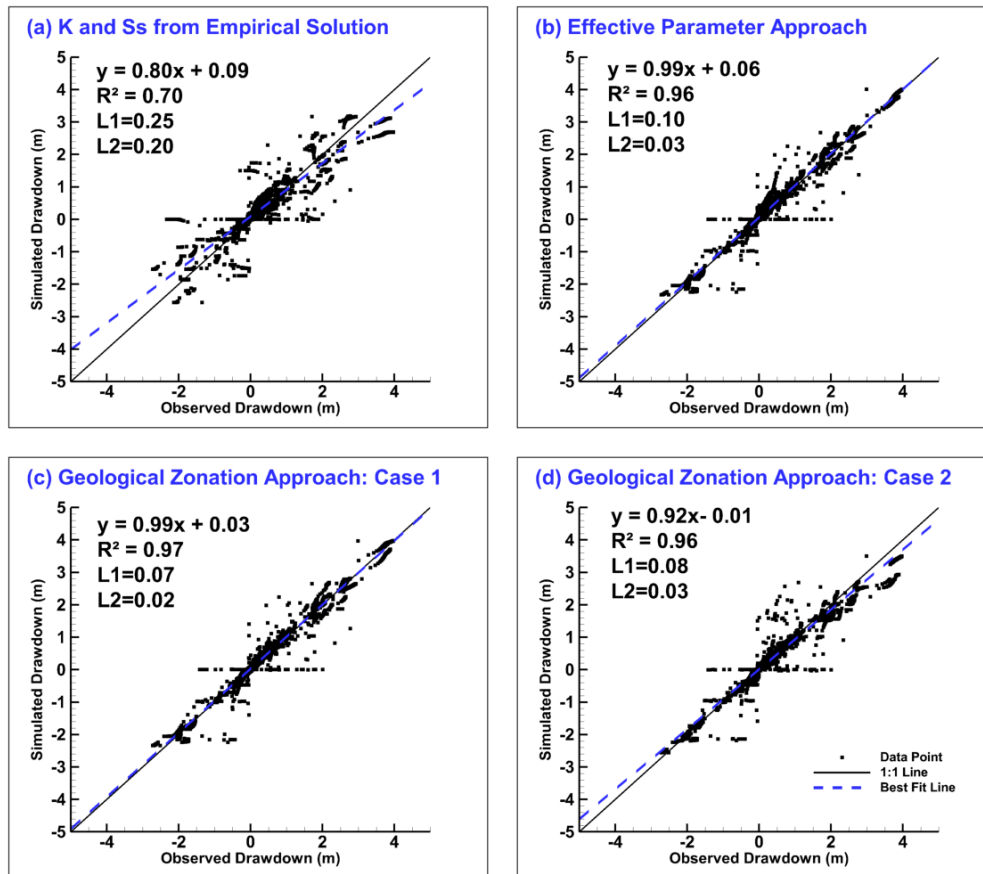 (a) K and Ss from Empirical Solution
y = 0.80x + 0.09
R² = 0.70
L1=0.25
L2=0.20
Simulated Drawdown (m)
5
4
3
2
1
0
-1
-2
-3
-4
-5
-4 -2 0 2 4
Observed Drawdown (m)
(b) Effective Parameter Approach
y = 0.99x + 0.06
R² = 0.96
L1=0.10
L2=0.03
Simulated Drawdown (m)
5
4
3
2
1
0
-1
-2
-3
-4
-5
-4 -2 0 2 4
Observed Drawdown (m)
(c) Geological Zonation Approach: Case 1
y = 0.99x + 0.03
R² = 0.97
L1=0.07
L2=0.02
Simulated Drawdown (m)
5
4
3
2
1
0
-1
-2
-3
-4
-5
-4 -2 0 2 4
Observed Drawdown (m)
(d) Geological Zonation Approach: Case 2
y = 0.92x- 0.01
R² = 0.96
L1=0.08
L2=0.03
Simulated Drawdown (m)
5
4
3
2
1
0
-1
-2
-3
-4
-5
-4 -2 0 2 4
Observed Drawdown (m)
Data Point
1:1 Line
Best Fit Line